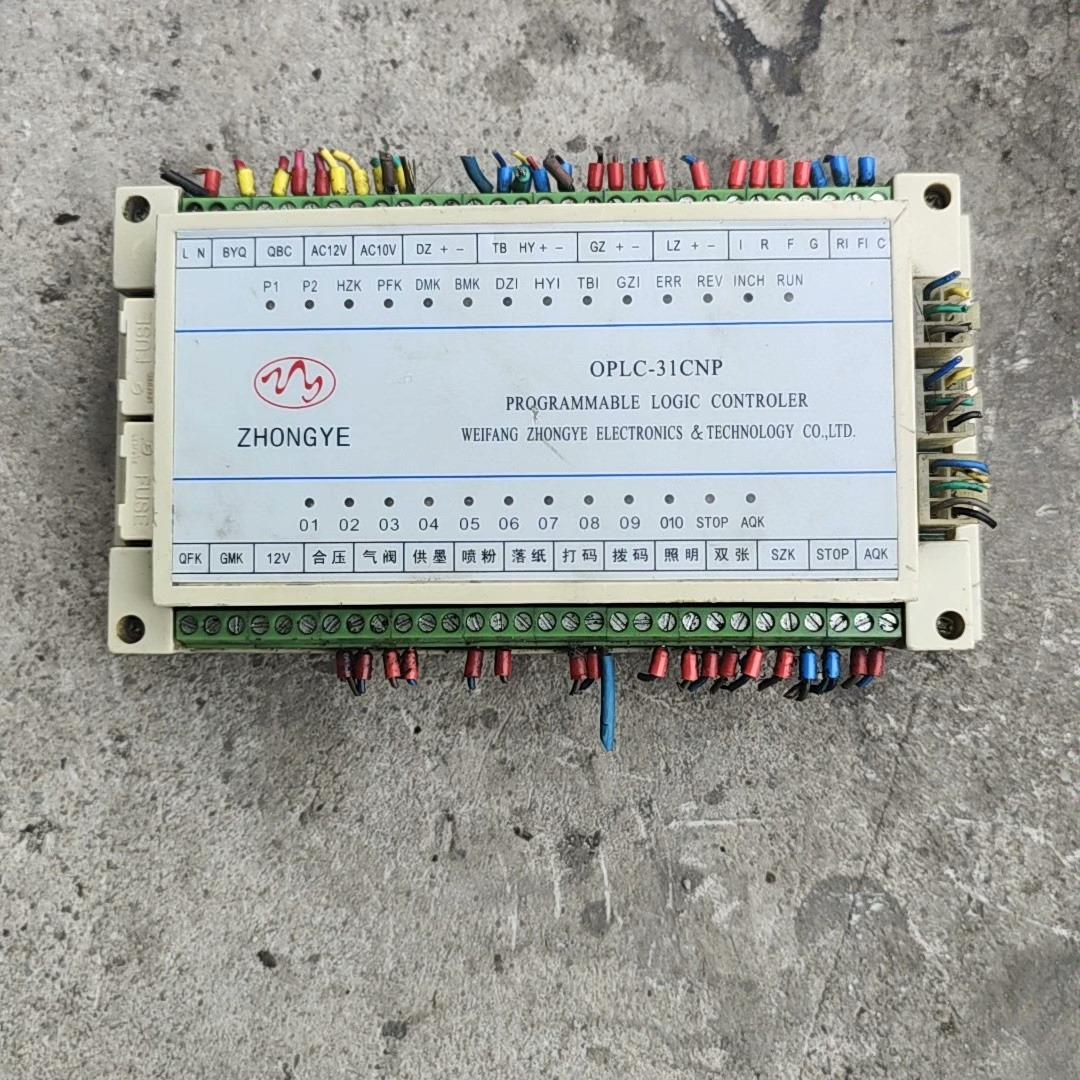 L N BYQ QBC AC12V AC10V DZ + - TB HY + - GZ + - LZ + - I R F G RI FI C
P1 P2 HZK PFK DMK BMK DZI HYI TBI GZI ERR REV INCH RUN
OPLC-31CNP
PROGRAMMABLE LOGIC CONTROLER
ZHONGYE
WEIFANG ZHONGYE ELECTRONICS & TECHNOLOGY CO.,LTD.
01 02 03 04 05 06 07 08 09 010 STOP AQK
QFK GMK 12V 合压 气阀 供墨 喷粉 落纸 打码 拨码 照明 双张 SZK STOP AQK
FUSE
FUSE